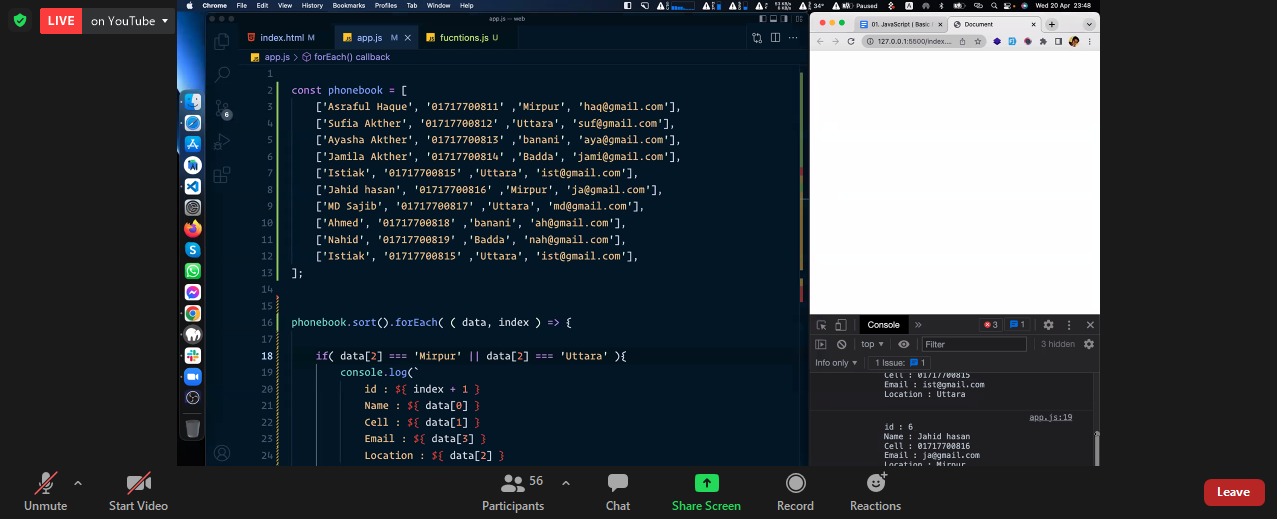 LIVE on YouTube
Chrome File Edit View History Bookmarks Profiles Tab Window Help
Paused
Wed 20 Apr 23:48
app.js — web
index.html M
app.js M
fucntions.js U
app.js > forEach() callback
1
2 const phonebook = [
3 ['Asraful Haque', '01717700811' ,'Mirpur', 'haq@gmail.com'],
4 ['Sufia Akther', '01717700812' ,'Uttara', 'suf@gmail.com'],
5 ['Ayasha Akther', '01717700813' ,'banani', 'aya@gmail.com'],
6 ['Jamila Akther', '01717700814' ,'Badda', 'jami@gmail.com'],
7 ['Istiak', '01717700815' ,'Uttara', 'ist@gmail.com'],
8 ['Jahid hasan', '01717700816' ,'Mirpur', 'ja@gmail.com'],
9 ['MD Sajib', '01717700817' ,'Uttara', 'md@gmail.com'],
10 ['Ahmed', '01717700818' ,'banani', 'ah@gmail.com'],
11 ['Nahid', '01717700819' ,'Badda', 'nah@gmail.com'],
12 ['Istiak', '01717700815' ,'Uttara', 'ist@gmail.com'],
13 ];
14
15
16 phonebook.sort().forEach( ( data, index ) => {
17
18 if( data[2] === 'Mirpur' || data[2] === 'Uttara' ){
19 console.log(`
20 id : ${ index + 1 }
21 Name : ${ data[0] }
22 Cell : ${ data[1] }
23 Email : ${ data[3] }
24 Location : ${ data[2] }
6
01. JavaScript | Basic
Document
127.0.0.1:5500/index....
Console
3
1
top
Filter
3 hidden
Info only
1 Issue: 1
Cell : 01717700815
Email : ist@gmail.com
Location : Uttara
app.js:19
id : 6
Name : Jahid hasan
Cell : 01717700816
Email : ja@gmail.com
Location : Mirpur
Unmute
Start Video
56
Participants
Chat
Share Screen
Record
Reactions
Leave